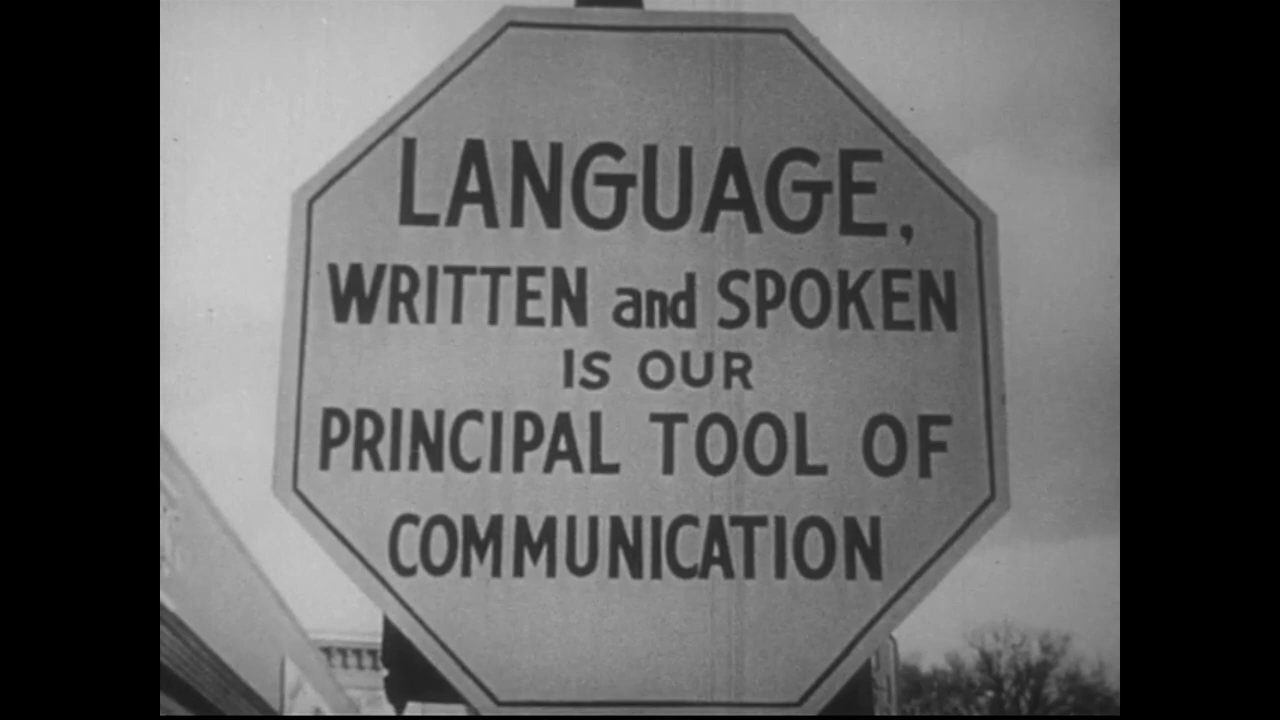 LANGUAGE,
WRITTEN and SPOKEN
IS OUR
PRINCIPAL TOOL OF
COMMUNICATION